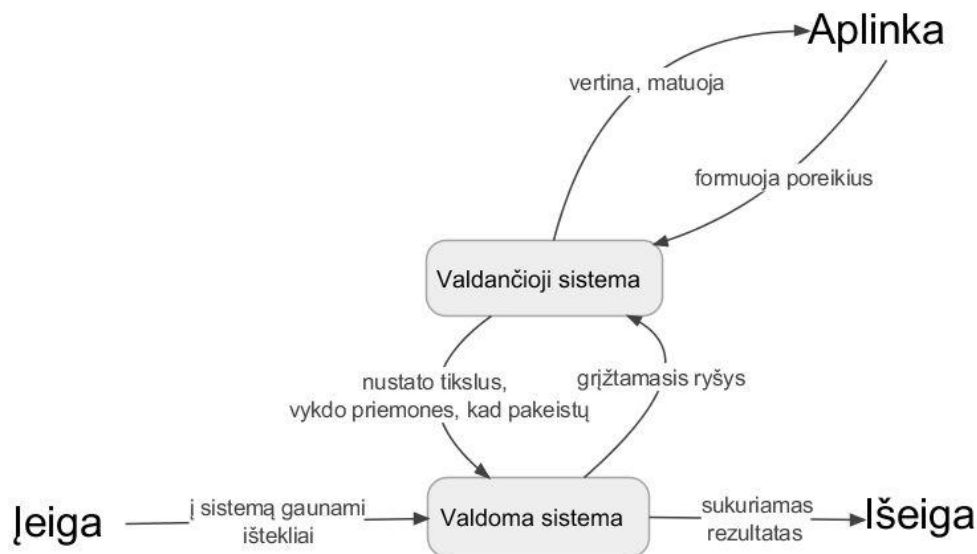 Aplinka
vertina, matuoja
formuoja poreikius
Valdančioji sistema
nustato tikslus,
vykdo priemones, kad pakeistų
grįžtamasis ryšys
Įeiga
į sistemą gaunami
ištekliai
Valdoma sistema
sukuriamas
rezultatas
Išeiga